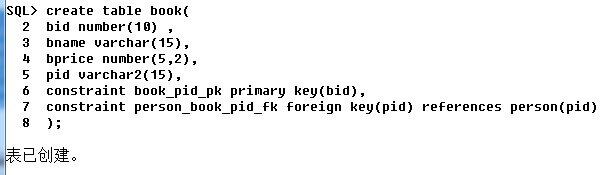 SQL> create table book(
  2  bid number(10) ,
  3  bname varchar(15),
  4  bprice number(5,2),
  5  pid varchar2(15),
  6  constraint book_pid_pk primary key(bid),
  7  constraint person_book_pid_fk foreign key(pid) references person(pid)
  8  );
表已创建。